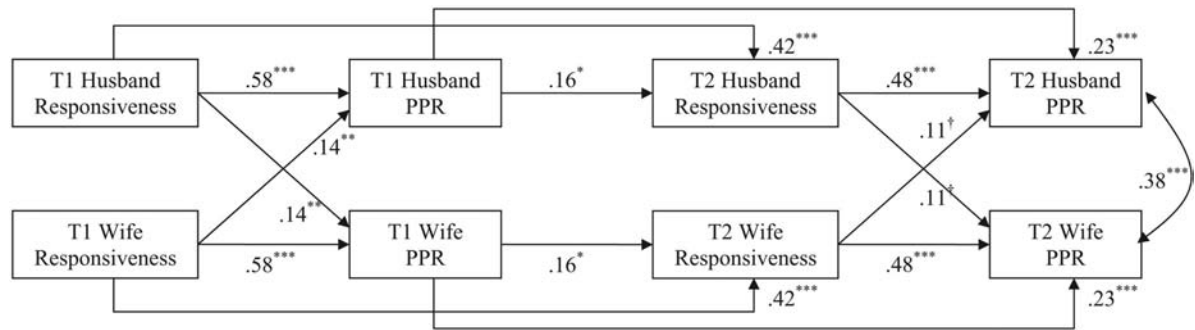 .42***
.23***
T1 Husband
Responsiveness
.58***
T1 Husband
PPR
.16*
T2 Husband
Responsiveness
.48***
T2 Husband
PPR
.14**
.11†
.38***
.14**
.11†
T1 Wife
Responsiveness
.58***
T1 Wife
PPR
.16*
T2 Wife
Responsiveness
.48***
T2 Wife
PPR
.42***
.23***